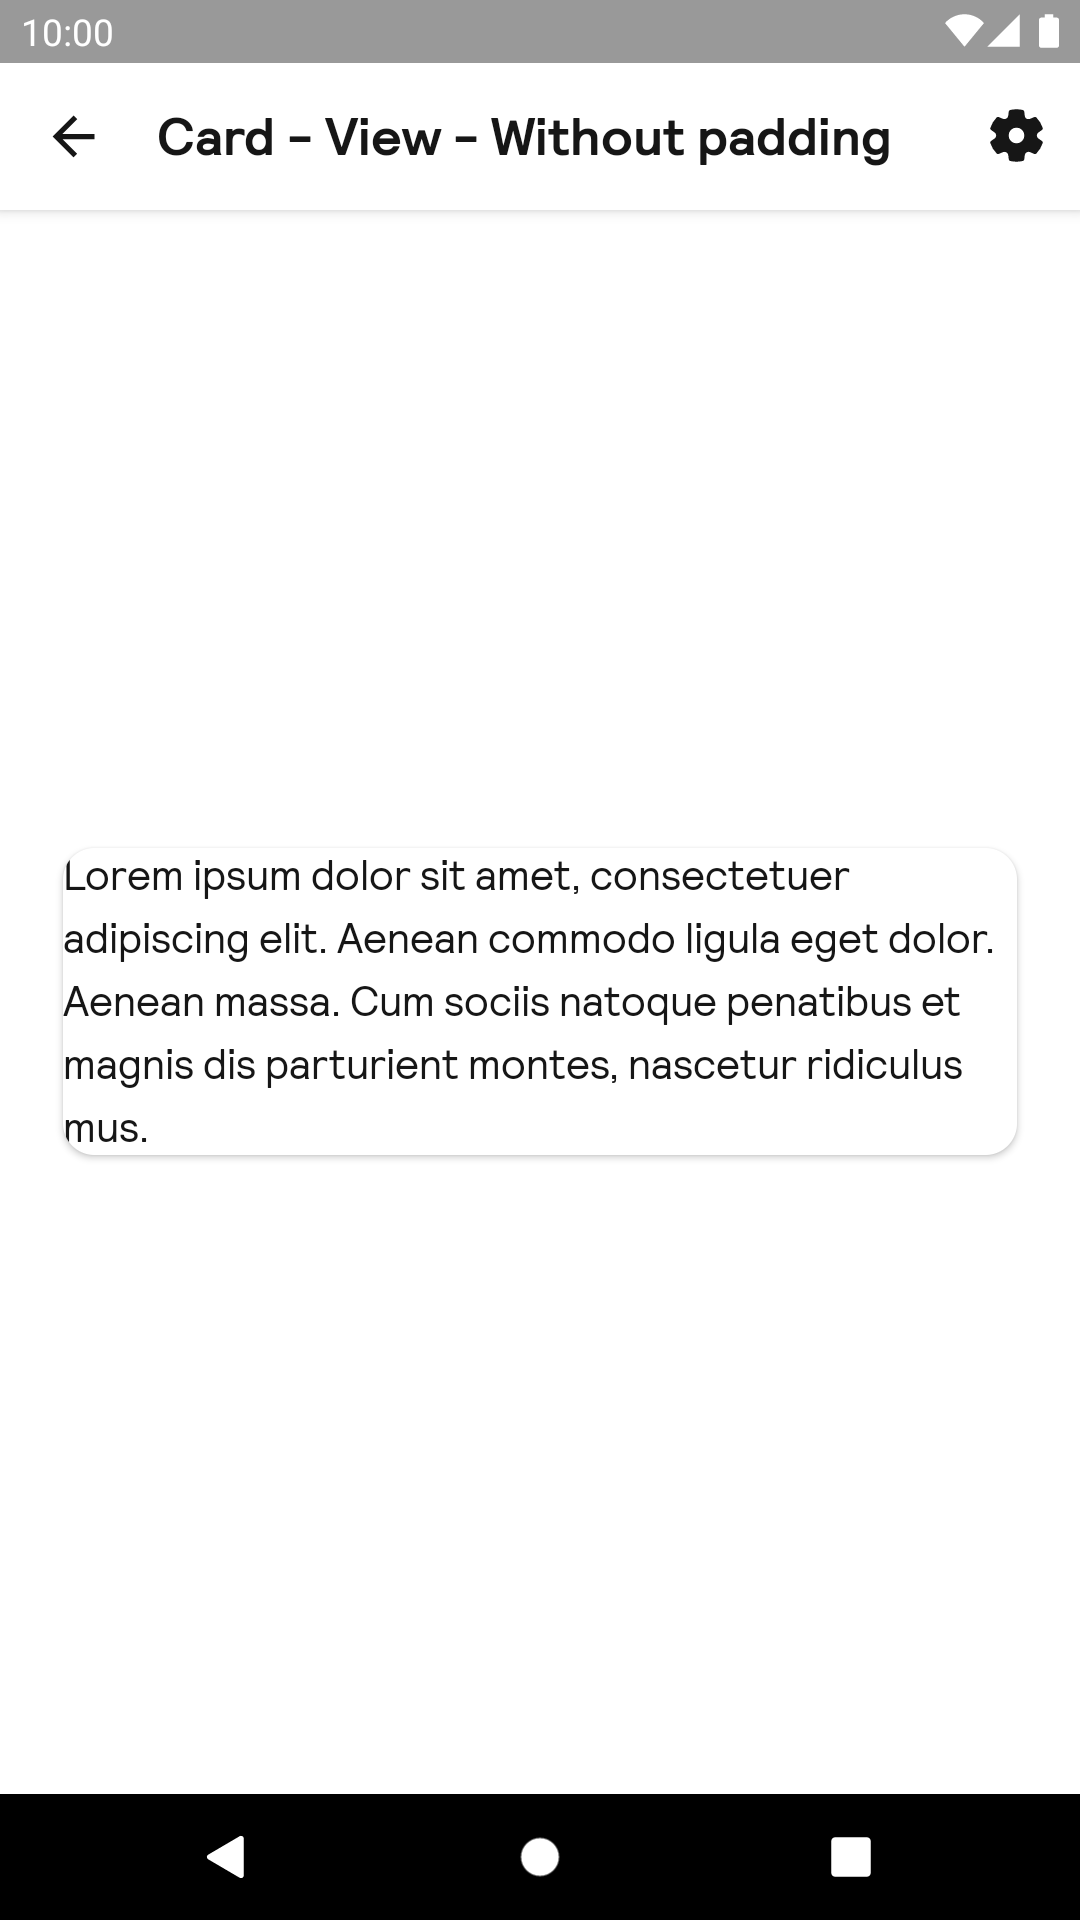 10:00
Card - View - Without padding
Lorem ipsum dolor sit amet, consectetuer
adipiscing elit. Aenean commodo ligula eget dolor.
Aenean massa. Cum sociis natoque penatibus et
magnis dis parturient montes, nascetur ridiculus
mus.